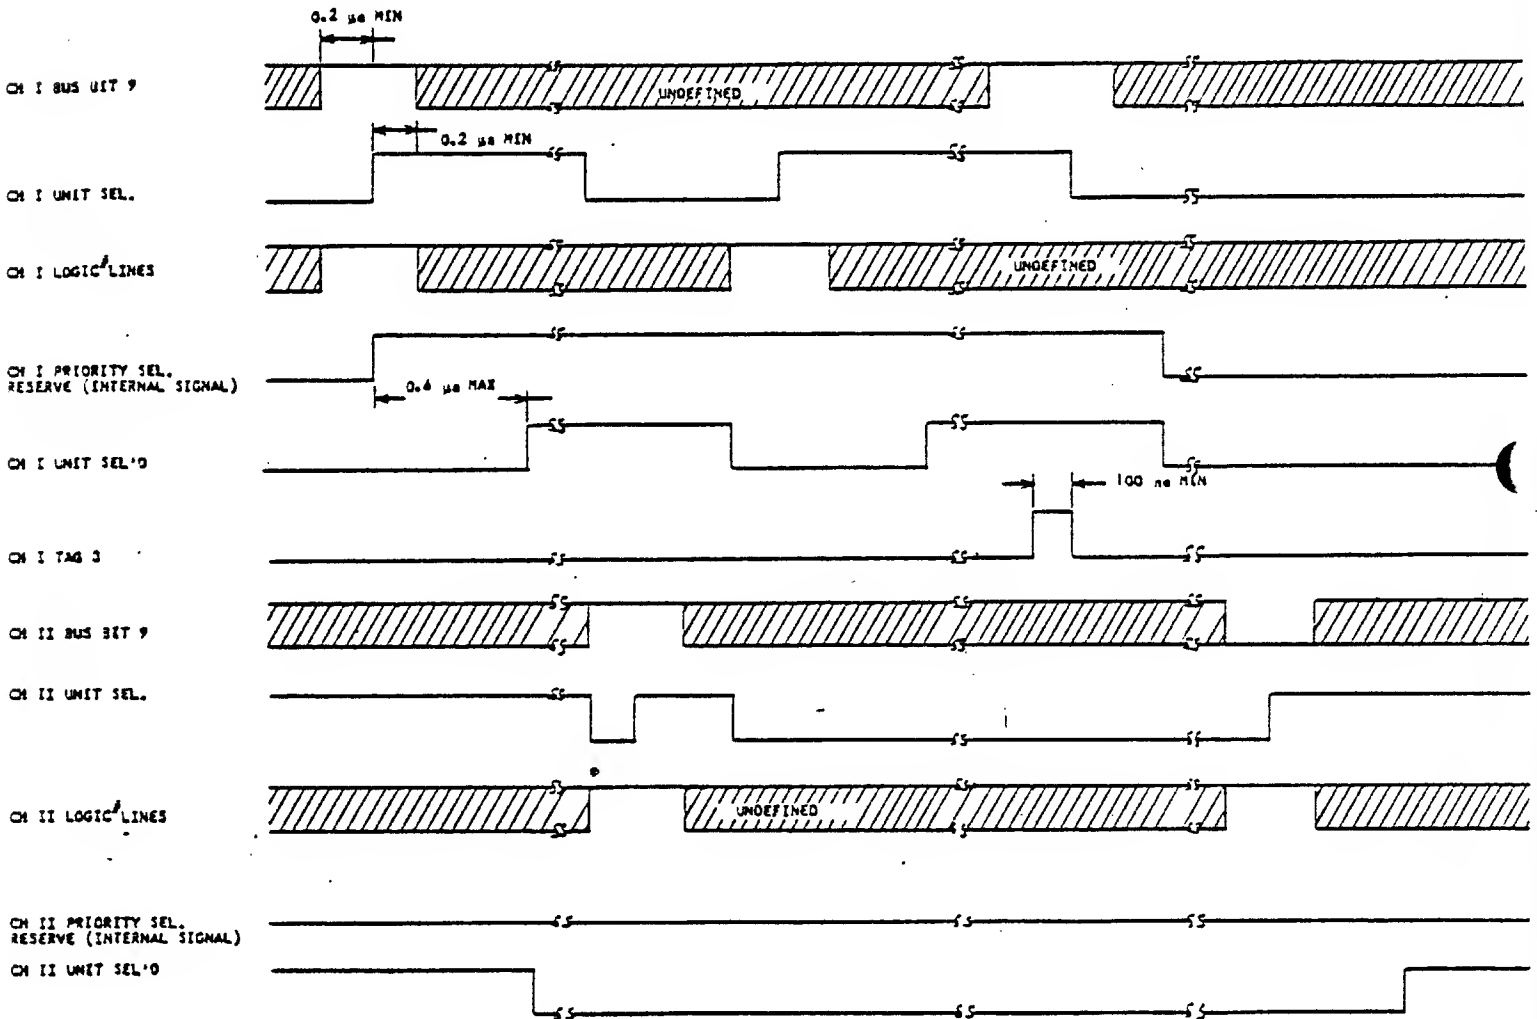 0.2 µs MIN
CH I BUS BIT 9
UNDEFINED
0.2 µs MIN
CH I UNIT SEL.
CH I LOGIC # LINES
UNDEFINED
CH I PRIORITY SEL.
RESERVE (INTERNAL SIGNAL)
MAX
CH I UNIT SEL'D
100 ns MIN
CH I TAG 3
CH II BUS BIT 9
CH II UNIT SEL.
CH II LOGIC # LINES
UNDEFINED
CH II PRIORITY SEL.
RESERVE (INTERNAL SIGNAL)
CH II UNIT SEL'D